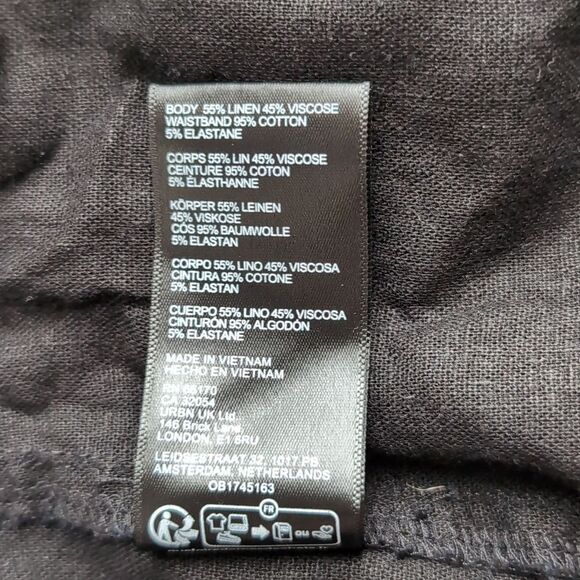 BODY 55% LINEN 45% VISCOSE
WAISTBAND 95% COTTON
5% ELASTANE
CORPS 55% LIN 45% VISCOSE
CEINTURE 95% COTON
5% ÉLASTHANNE
KÖRPER 55% LEINEN
45% VISKOSE
CÓS 95% BAUMWOLLE
5% ELASTAN
CORPO 55% LINO 45% VISCOSA
CINTURA 95% COTONE
5% ELASTAN
CUERPO 55% LINO 45% VISCOSA
CINTURÓN 95% ALGODÓN
5% ELASTANE
MADE IN VIETNAM
HECHO EN VIETNAM
RN 66170
CA 32054
URBN UK Ltd.
146 Brick Lane
LONDON, E1 6RU
LEIDSESTRAAT 32, 1017 PB
AMSTERDAM, NETHERLANDS
OB1745163
FR
ou